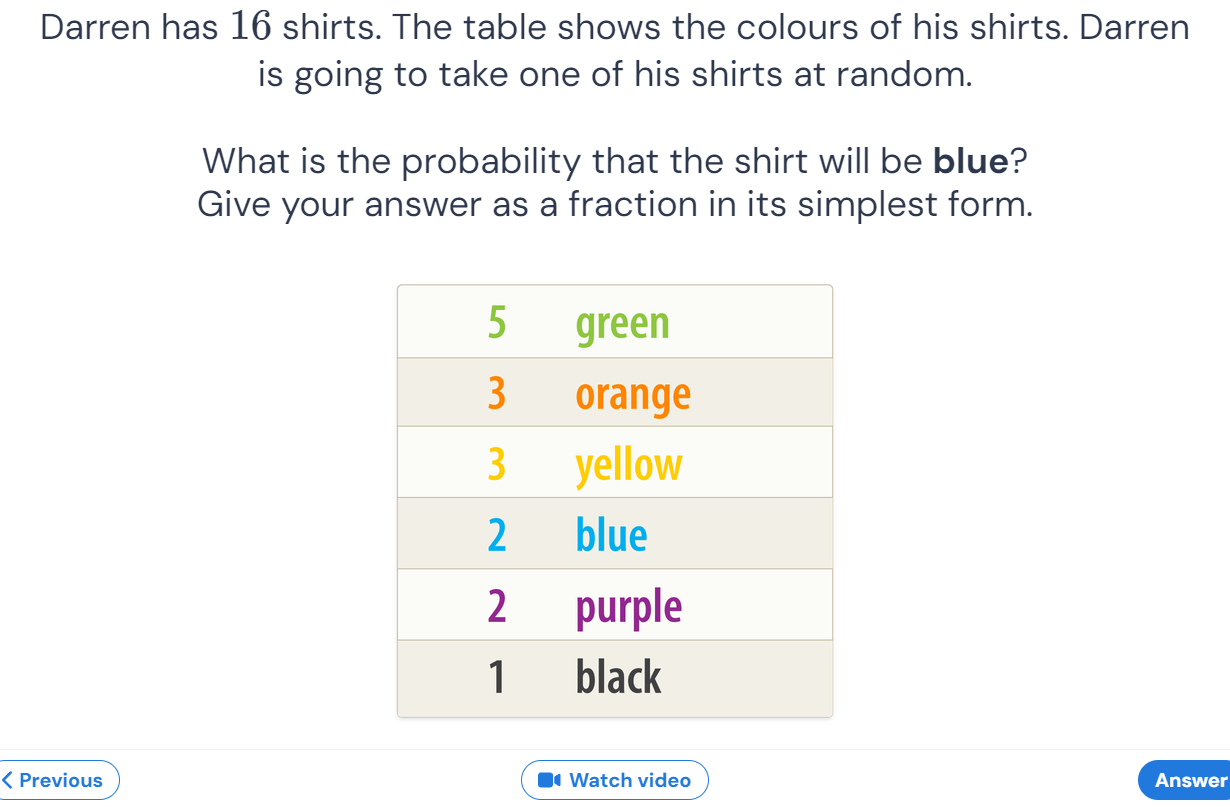 Darren has 16 shirts. The table shows the colours of his shirts. Darren
is going to take one of his shirts at random.
What is the probability that the shirt will be blue?
Give your answer as a fraction in its simplest form.
5 green
3 orange
3 yellow
2 blue
2 purple
1 black
Previous
Watch video
Answer